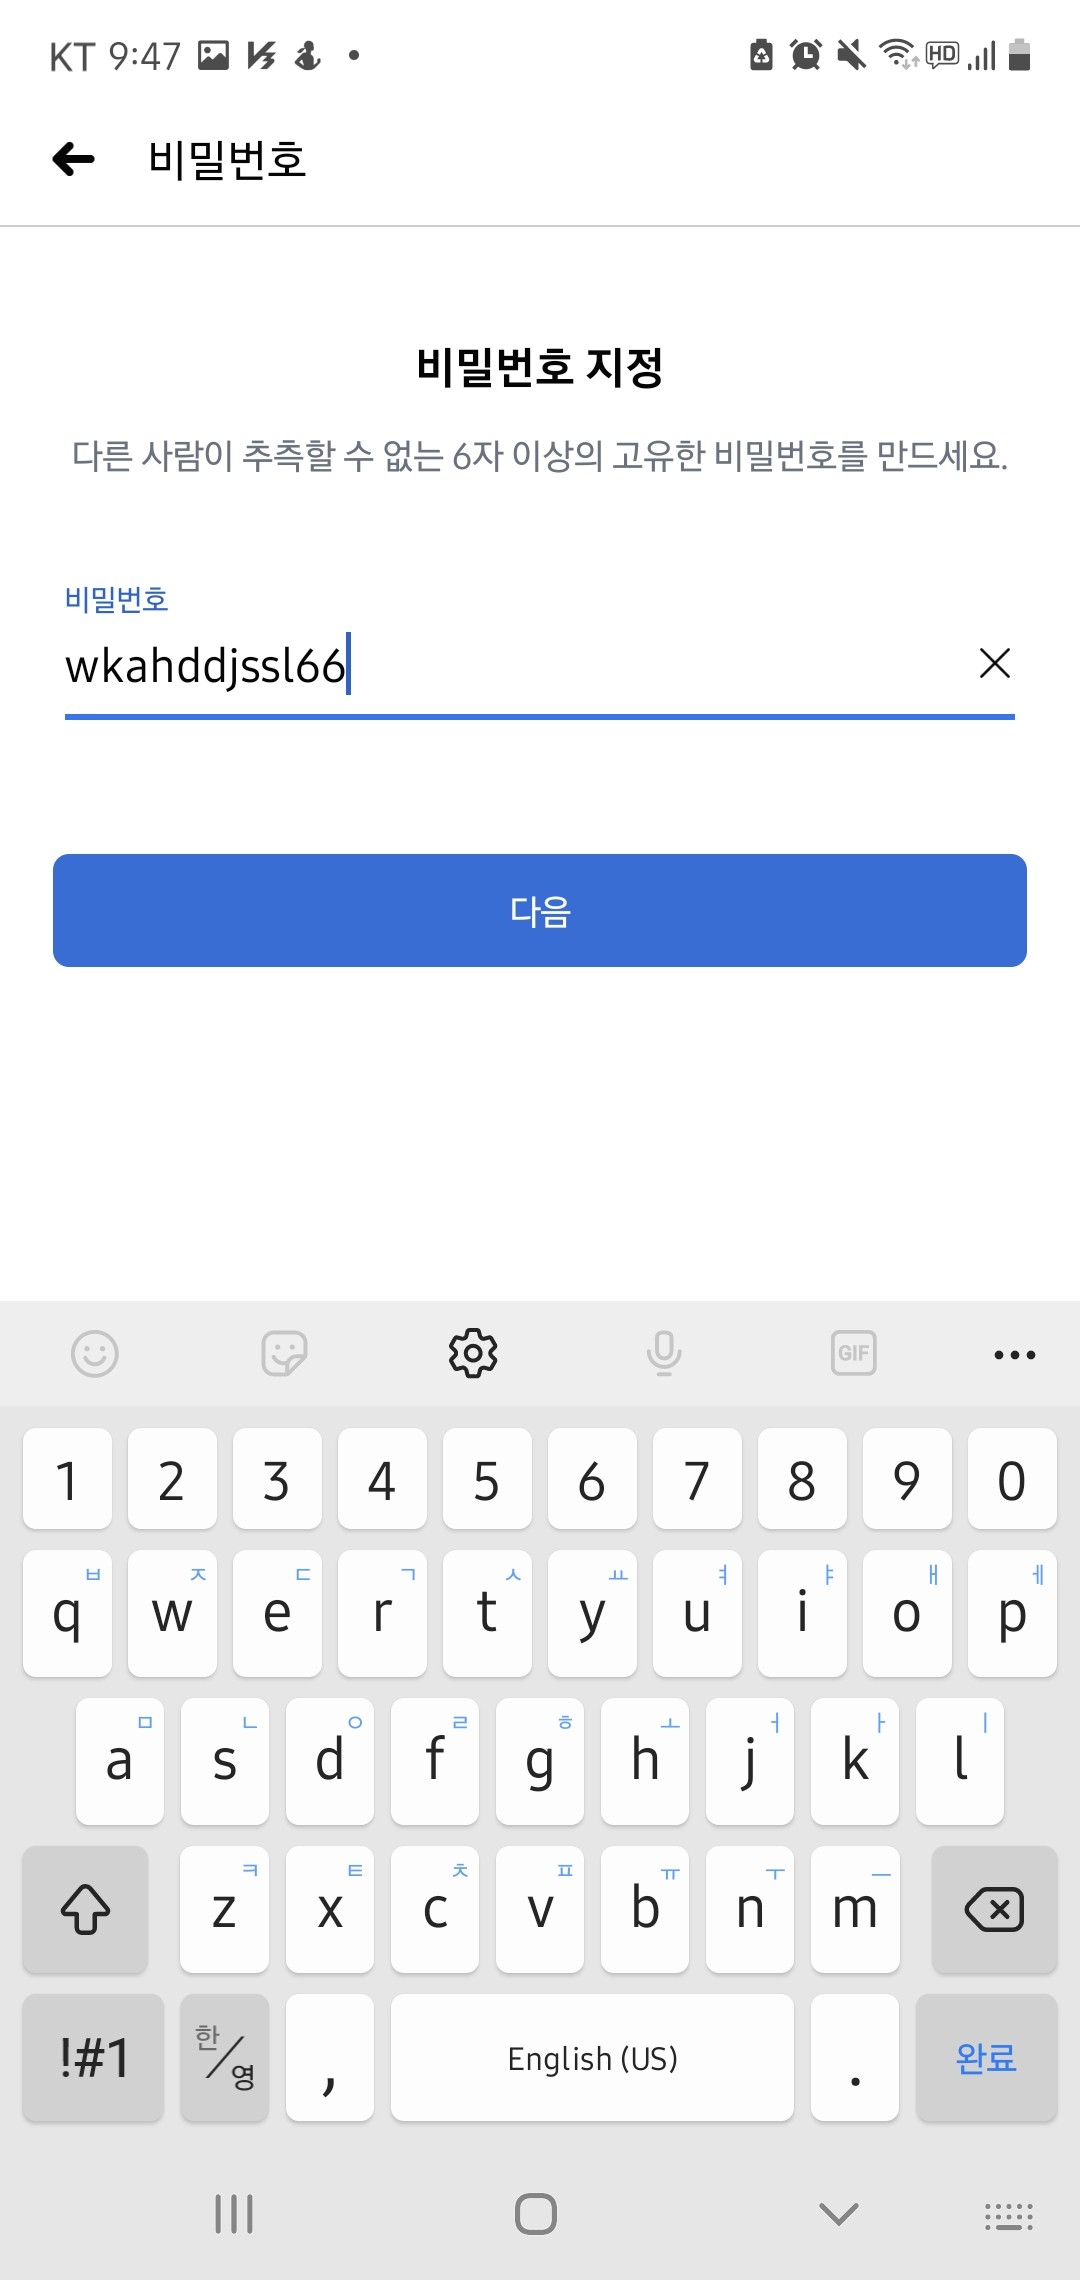 KT 9:47 HD
비밀번호
비밀번호 지정
다른 사람이 추측할 수 없는 6자 이상의 고유한 비밀번호를 만드세요.
비밀번호
wkahddjssl66
다음
GIF
1 2 3 4 5 6 7 8 9 0
ㅂ ㅈ ㄷ ㄱ ㅅ ㅛ ㅕ ㅑ ㅐ ㅔ
q w e r t y u i o p
ㅁ ㄴ ㅇ ㄹ ㅎ ㅗ ㅓ ㅏ ㅣ
a s d f g h j k l
ㅋ ㅌ ㅊ ㅍ ㅠ ㅜ ㅡ
z x c v b n m
!#1 한/영 , English (US) . 완료